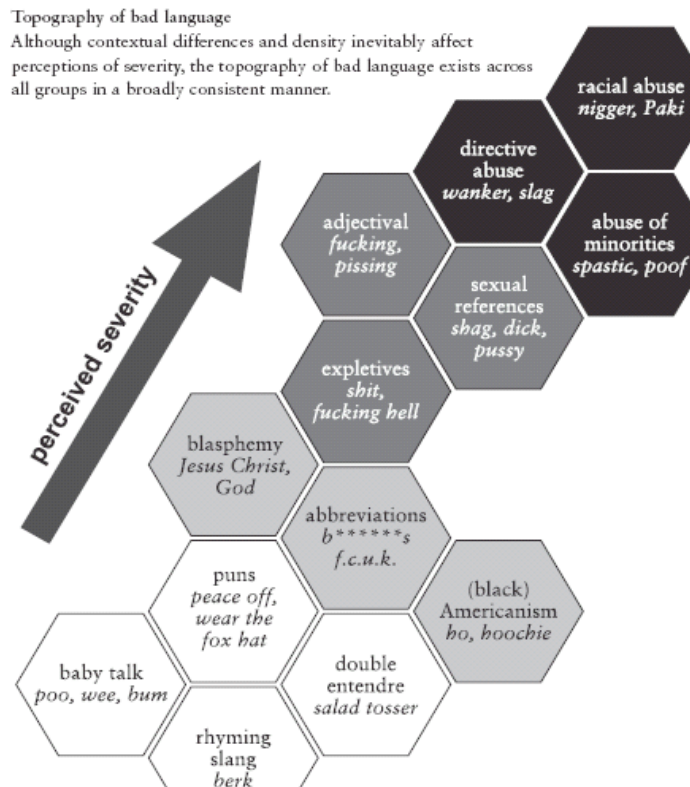 Topography of bad language
Although contextual differences and density inevitably affect
perceptions of severity, the topography of bad language exists across
all groups in a broadly consistent manner.
racial abuse
nigger, Paki
directive
abuse
wanker, slag
abuse of
minorities
spastic, poof
adjectival
fucking,
pissing
sexual
references
shag, dick,
pussy
perceived severity
expletives
shit,
fucking hell
blasphemy
Jesus Christ,
God
abbreviations
b******s
f.c.u.k.
(black)
Americanism
ho, hoochie
puns
peace off,
wear the
fox hat
baby talk
poo, wee, bum
double
entendre
salad tosser
rhyming
slang
berk